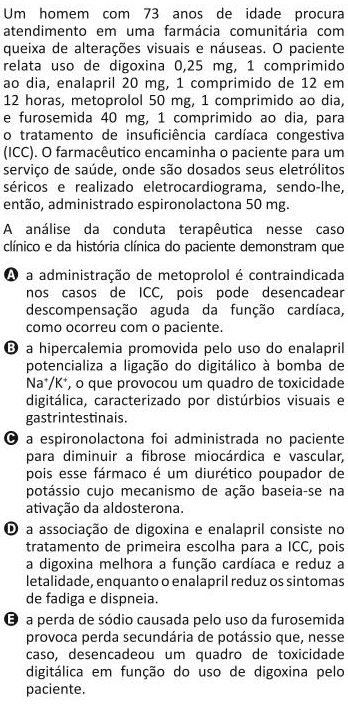 Um homem com 73 anos de idade procura
atendimento em uma farmácia comunitária com
queixa de alterações visuais e náuseas. O paciente
relata uso de digoxina 0,25 mg, 1 comprimido
ao dia, enalapril 20 mg, 1 comprimido de 12 em
12 horas, metoprolol 50 mg, 1 comprimido ao dia,
e furosemida 40 mg, 1 comprimido ao dia, para
o tratamento de insuficiência cardíaca congestiva
(ICC). O farmacêutico encaminha o paciente para um
serviço de saúde, onde são dosados seus eletrólitos
séricos e realizado eletrocardiograma, sendo-lhe,
então, administrado espironolactona 50 mg.
A análise da conduta terapêutica nesse caso
clínico e da história clínica do paciente demonstram que
A a administração de metoprolol é contraindicada
nos casos de ICC, pois pode desencadear
descompensação aguda da função cardíaca,
como ocorreu com o paciente.
B a hipercalemia promovida pelo uso do enalapril
potencializa a ligação do digitálico à bomba de
Na⁺/K⁺, o que provocou um quadro de toxicidade
digitálica, caracterizado por distúrbios visuais e
gastrintestinais.
C a espironolactona foi administrada no paciente
para diminuir a fibrose miocárdica e vascular,
pois esse fármaco é um diurético poupador de
potássio cujo mecanismo de ação baseia-se na
ativação da aldosterona.
D a associação de digoxina e enalapril consiste no
tratamento de primeira escolha para a ICC, pois
a digoxina melhora a função cardíaca e reduz a
letalidade, enquanto o enalapril reduz os sintomas
de fadiga e dispneia.
E a perda de sódio causada pelo uso da furosemida
provoca perda secundária de potássio que, nesse
caso, desencadeou um quadro de toxicidade
digitálica em função do uso de digoxina pelo
paciente.